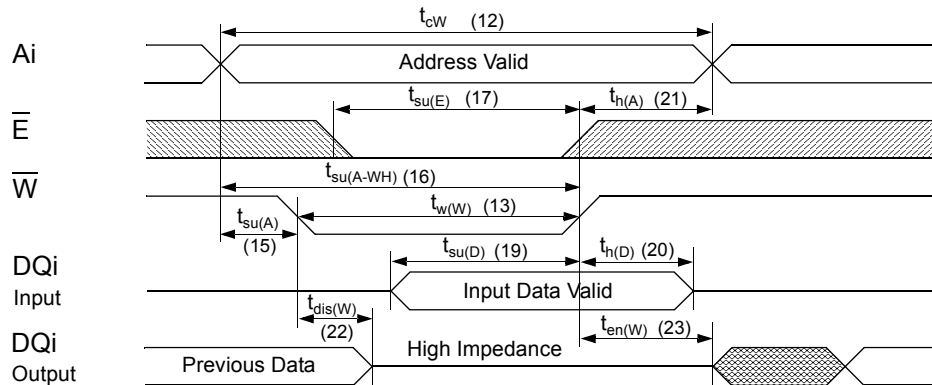 tcW (12)
Ai
Address Valid
tsu(E) (17)
th(A) (21)
E
tsu(A-WH) (16)
W
tw(W) (13)
tsu(A)
(15)
DQi
tsu(D) (19)
th(D) (20)
Input
Input Data Valid
tdis(W)
(22)
ten(W) (23)
DQi
High Impedance
Output
Previous Data